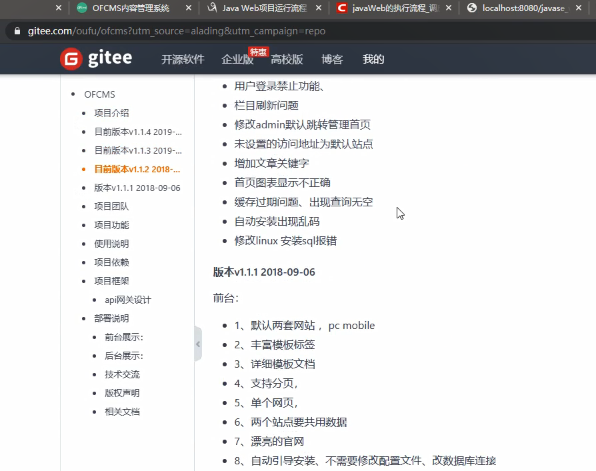 OFCMS内容管理系统
Java Web项目运行流程
javaWeb的执行流程_调
localhost:8080/javase_
gitee.com/oufu/ofcms?utm_source=alading&utm_campaign=repo
gitee
开源软件
企业版
特惠
高校版
博客
我的
OFCMS
项目介绍
目前版本v1.1.4 2019-...
目前版本v1.1.3 2019-...
目前版本v1.1.2 2018-...
版本v1.1.1 2018-09-06
项目团队
项目功能
使用说明
项目依赖
项目框架
api网关设计
部署说明
前台展示:
后台展示:
技术交流
版权声明
相关文档
用户登录禁止功能、
栏目刷新问题
修改admin默认跳转管理首页
未设置的访问地址为默认站点
增加文章关键字
首页图表显示不正确
缓存过期问题、出现查询无空
自动安装出现乱码
修改linux 安装sql报错
版本v1.1.1 2018-09-06
前台：
1、默认两套网站 ，pc mobile
2、丰富模板标签
3、详细模板文档
4、支持分页，
5、单个网页，
6、两个站点要共用数据
7、漂亮的官网
8、自动引导安装、不需要修改配置文件、改数据库连接